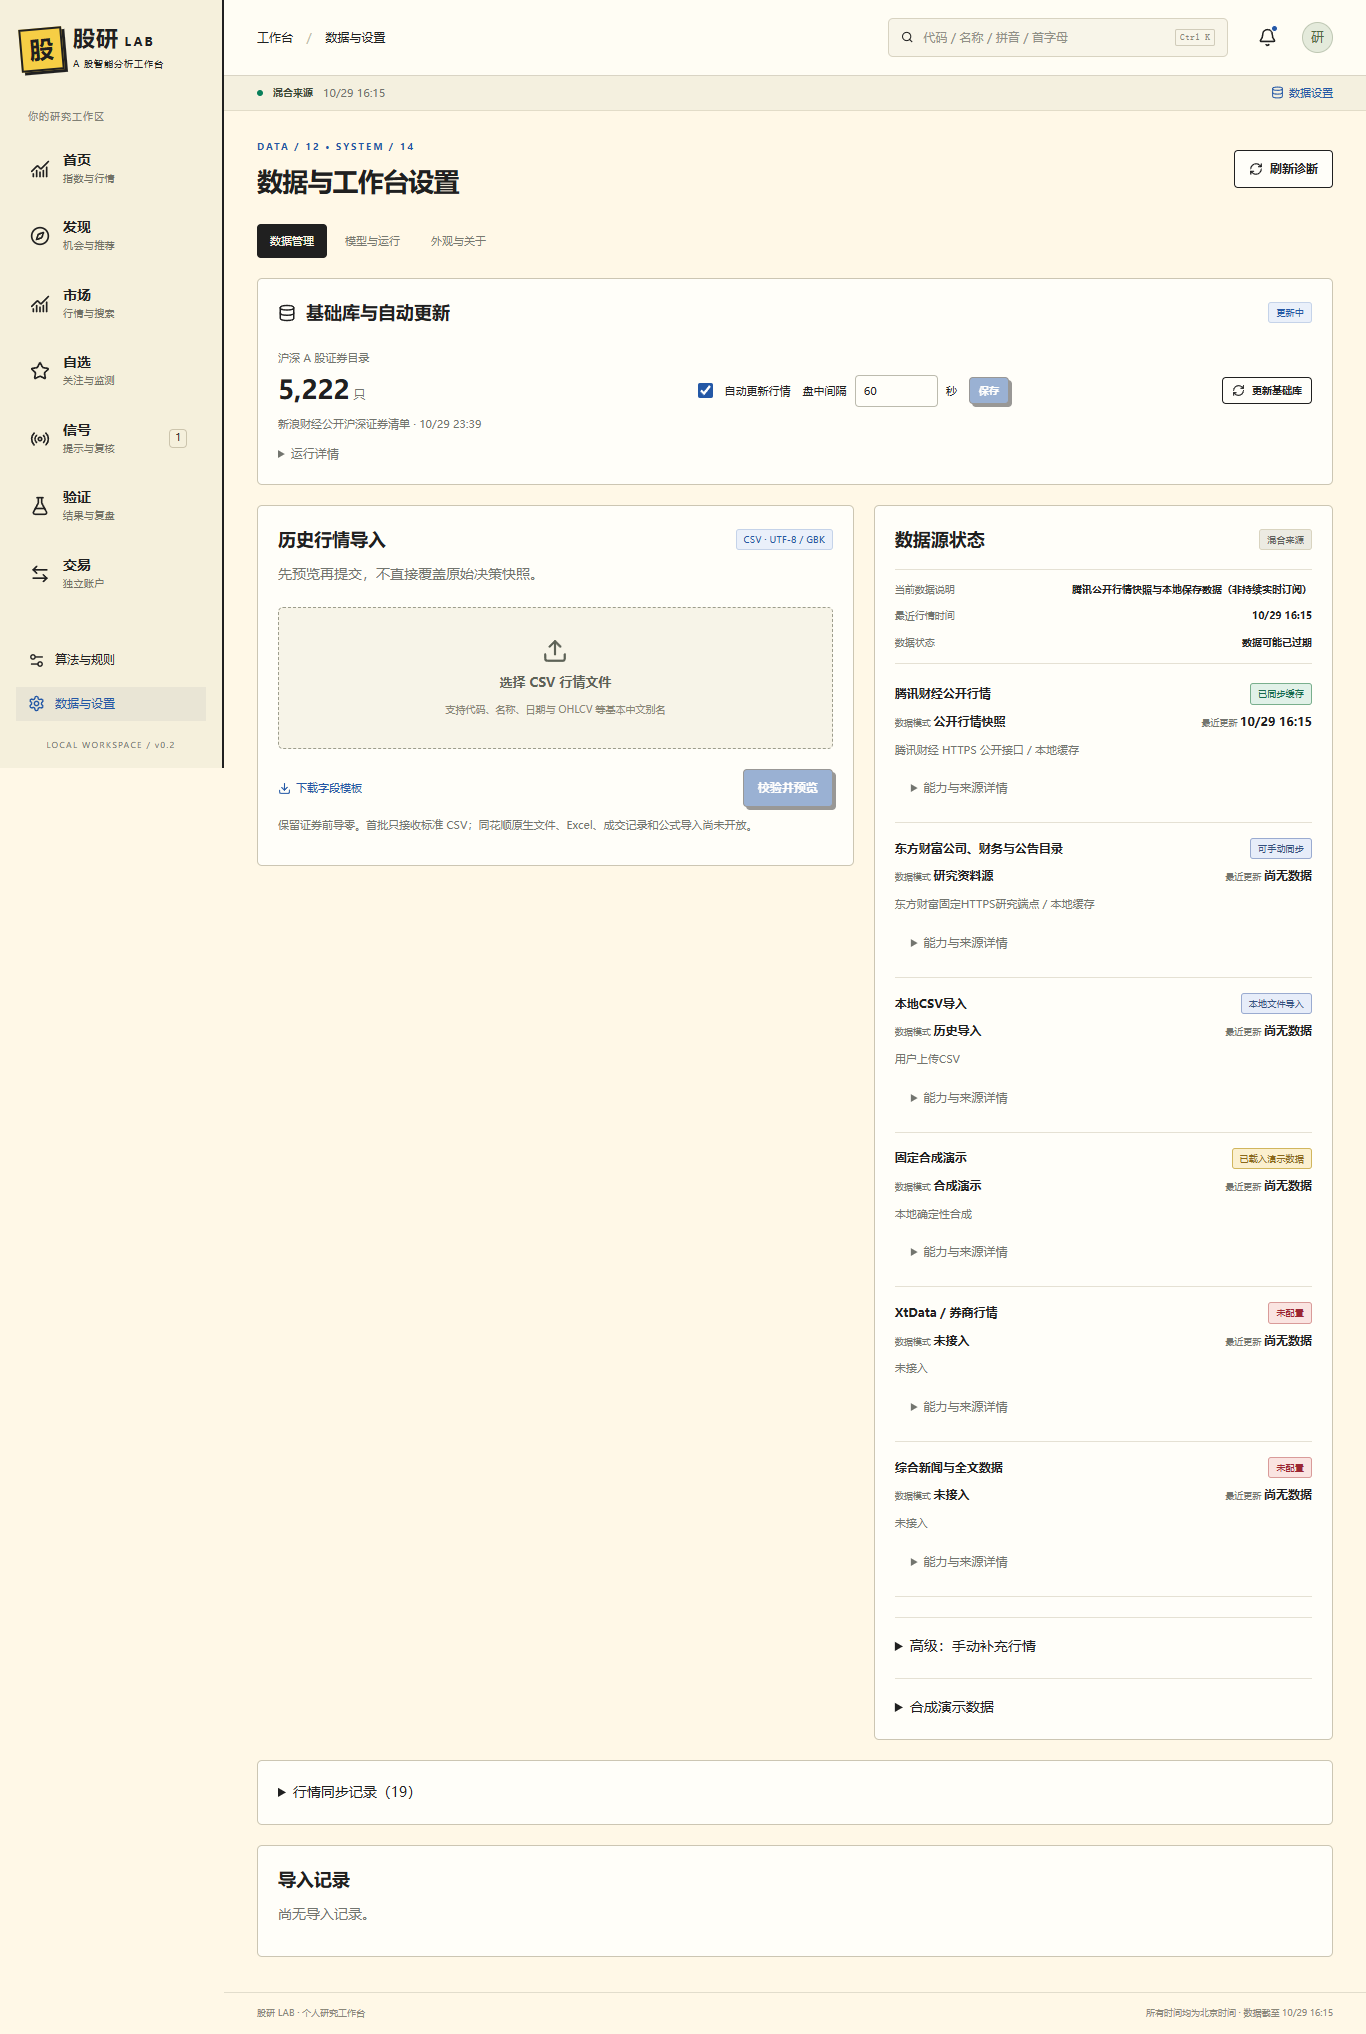 股
股研 LAB
A 股智能分析工作台
你的研究工作区
首页
指数与行情
发现
机会与推荐
市场
行情与搜索
自选
关注与监测
信号
提示与复核
1
验证
结果与复盘
交易
独立账户
算法与规则
数据与设置
LOCAL WORKSPACE / v0.2
工作台 / 数据与设置
代码 / 名称 / 拼音 / 首字母
Ctrl K
研
混合来源 10/29 16:15
数据设置
DATA / 12 • SYSTEM / 14
数据与工作台设置
刷新诊断
数据管理
模型与运行
外观与关于
基础库与自动更新
更新中
沪深 A 股证券目录
5,222 只
自动更新行情 盘中间隔 60 秒 保存
更新基础库
新浪财经公开沪深证券清单 · 10/29 23:39
▶ 运行详情
历史行情导入
CSV · UTF-8 / GBK
先预览再提交，不直接覆盖原始决策快照。
选择 CSV 行情文件
支持代码、名称、日期与 OHLCV 等基本中文别名
下载字段模板
校验并预览
保留证券前导零。首批只接收标准 CSV；同花顺原生文件、Excel、成交记录和公式导入尚未开放。
数据源状态
混合来源
当前数据说明 腾讯公开行情快照与本地保存数据（非持续实时订阅）
最近行情时间 10/29 16:15
数据状态 数据可能已过期
腾讯财经公开行情 已同步缓存
数据模式 公开行情快照 最近更新 10/29 16:15
腾讯财经 HTTPS 公开接口 / 本地缓存
▶ 能力与来源详情
东方财富公司、财务与公告目录 可手动同步
数据模式 研究资料源 最近更新 尚无数据
东方财富固定HTTPS研究端点 / 本地缓存
▶ 能力与来源详情
本地CSV导入 本地文件导入
数据模式 历史导入 最近更新 尚无数据
用户上传CSV
▶ 能力与来源详情
固定合成演示 已载入演示数据
数据模式 合成演示 最近更新 尚无数据
本地确定性合成
▶ 能力与来源详情
XtData / 券商行情 未配置
数据模式 未接入 最近更新 尚无数据
未接入
▶ 能力与来源详情
综合新闻与全文数据 未配置
数据模式 未接入 最近更新 尚无数据
未接入
▶ 能力与来源详情
▶ 高级：手动补充行情
▶ 合成演示数据
▶ 行情同步记录（19）
导入记录
尚无导入记录。
股研 LAB · 个人研究工作台
所有时间均为北京时间 · 数据截至 10/29 16:15